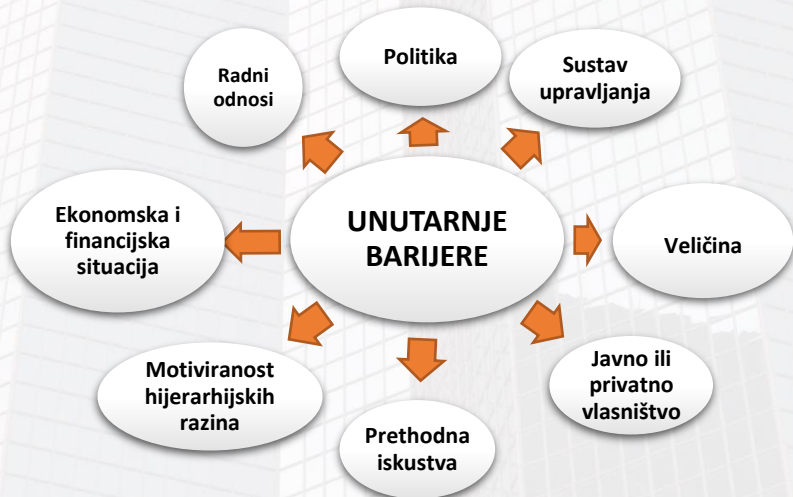 Politika
Radni
odnosi
Sustav
upravljanja
UNUTARNJE
BARIJERE
Ekonomska i
financijska
situacija
Veličina
Motiviranost
hijerarhijskih
razina
Javno ili
privatno
vlasništvo
Prethodna
iskustva